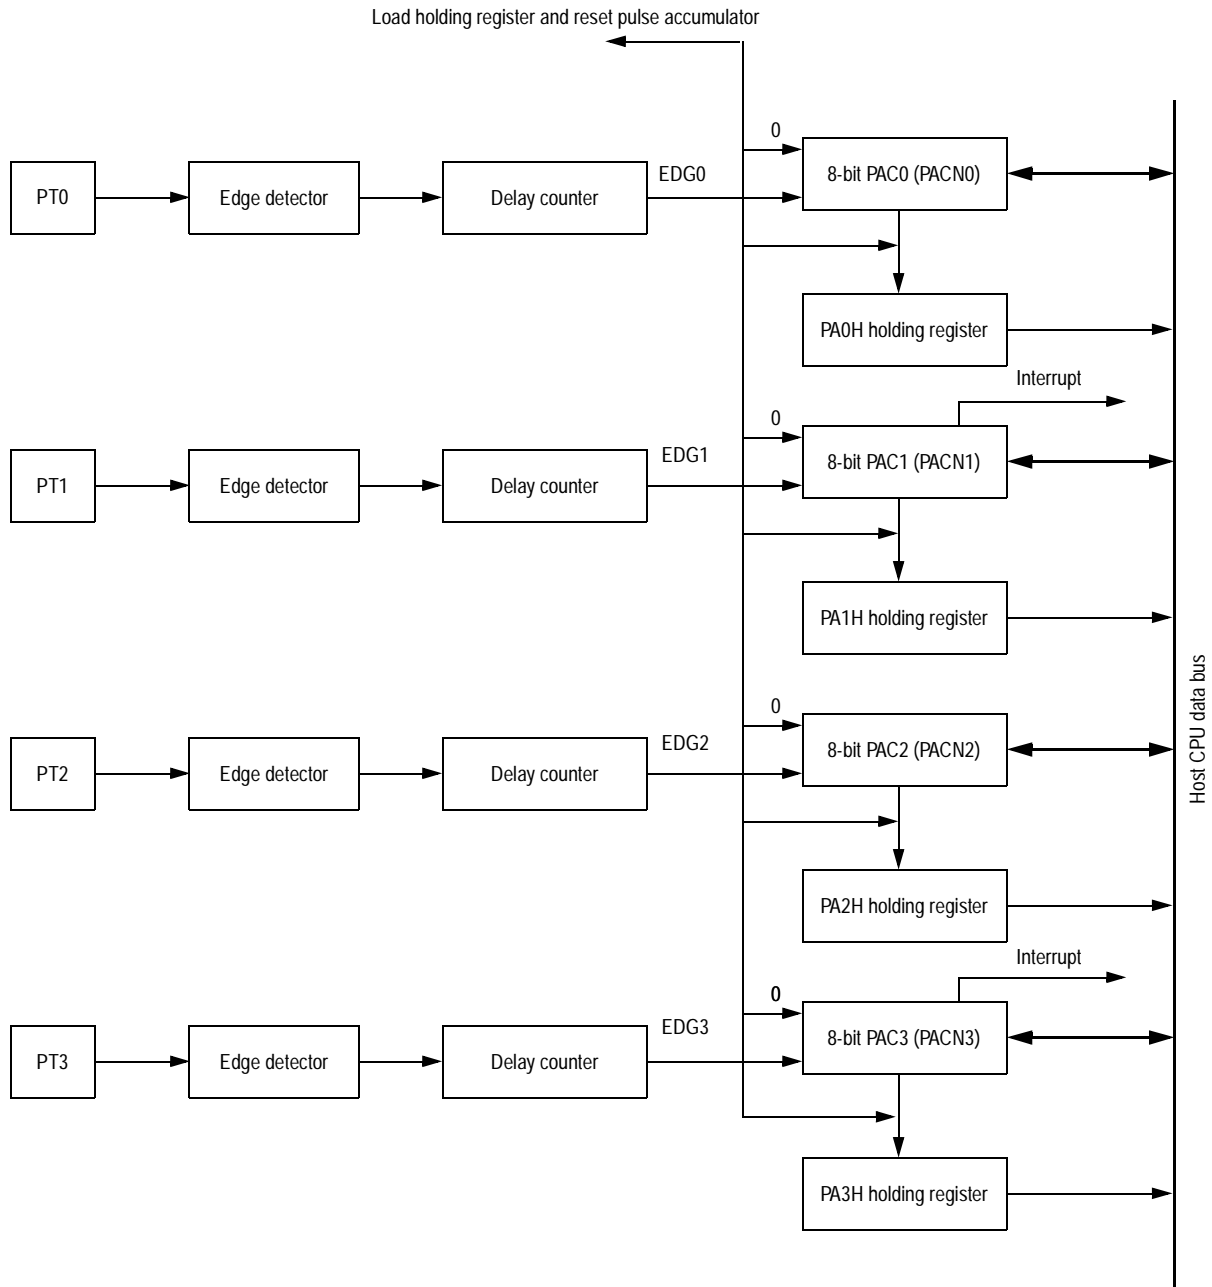 Load holding register and reset pulse accumulator
0
PT0
Edge detector
Delay counter
EDG0
8-bit PAC0 (PACN0)
PA0H holding register
Interrupt
0
PT1
Edge detector
Delay counter
EDG1
8-bit PAC1 (PACN1)
PA1H holding register
0
PT2
Edge detector
Delay counter
EDG2
8-bit PAC2 (PACN2)
Host CPU data bus
PA2H holding register
Interrupt
0
PT3
Edge detector
Delay counter
EDG3
8-bit PAC3 (PACN3)
PA3H holding register